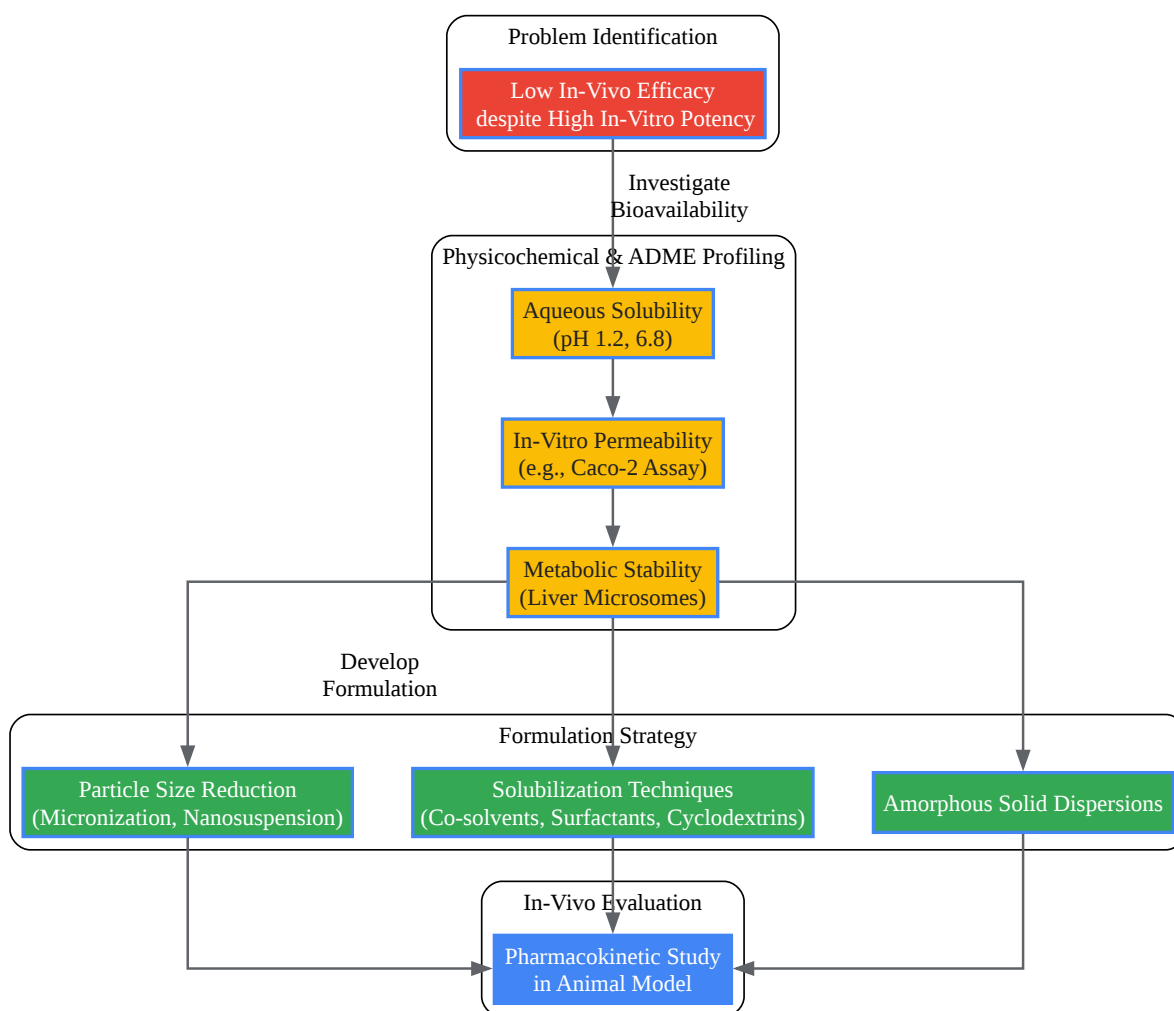 Problem Identification
Low In-Vivo Efficacy
despite High In-Vitro Potency
Investigate
Bioavailability
Physicochemical & ADME Profiling
Aqueous Solubility
(pH 1.2, 6.8)
In-Vitro Permeability
(e.g., Caco-2 Assay)
Metabolic Stability
(Liver Microsomes)
Develop
Formulation
Formulation Strategy
Particle Size Reduction
(Micronization, Nanosuspension)
Solubilization Techniques
(Co-solvents, Surfactants, Cyclodextrins)
Amorphous Solid Dispersions
In-Vivo Evaluation
Pharmacokinetic Study
in Animal Model